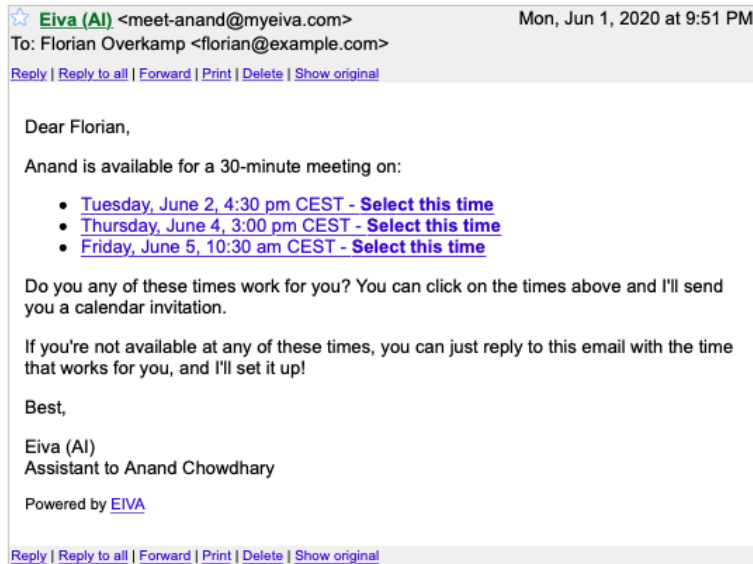 Eiva (AI) <meet-anand@myeiva.com> Mon, Jun 1, 2020 at 9:51 PM
To: Florian Overkamp <florian@example.com>
Reply | Reply to all | Forward | Print | Delete | Show original
Dear Florian,
Anand is available for a 30-minute meeting on:
• Tuesday, June 2, 4:30 pm CEST - Select this time
• Thursday, June 4, 3:00 pm CEST - Select this time
• Friday, June 5, 10:30 am CEST - Select this time
Do you any of these times work for you? You can click on the times above and I'll send
you a calendar invitation.
If you're not available at any of these times, you can just reply to this email with the time
that works for you, and I'll set it up!
Best,
Eiva (AI)
Assistant to Anand Chowdhary
Powered by EIVA
Reply | Reply to all | Forward | Print | Delete | Show original